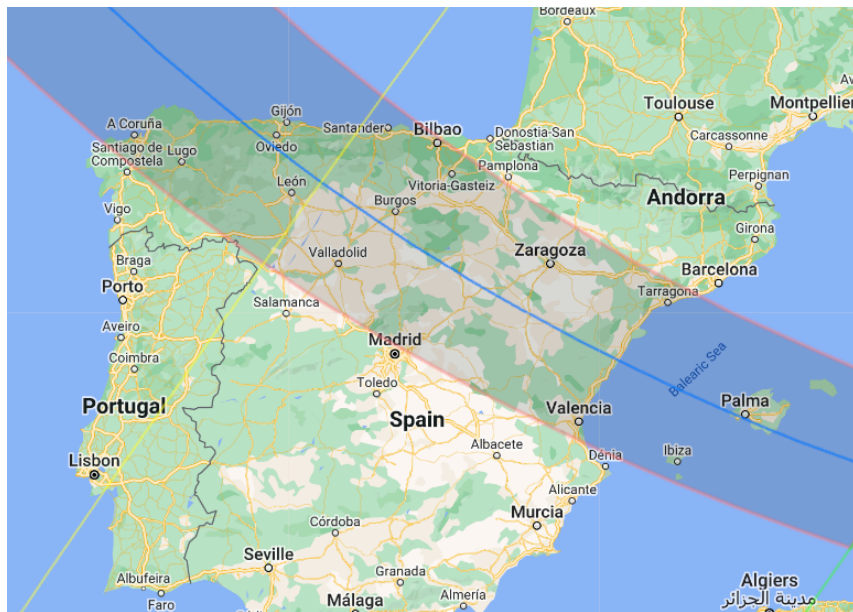 Bordeaux
Toulouse
Montpellier
Av
A Coruña
Gijón
Santander
Bilbao
Donostia-San
Sebastian
Carcassonne
Santiago de
Compostela
Lugo
Oviedo
Pamplona
Perpignan
León
Vitoria-Gasteiz
Andorra
Vigo
Burgos
Girona
Braga
Valladolid
Zaragoza
Barcelona
Porto
Salamanca
Tarragona
Aveiro
Madrid
Coimbra
Toledo
Balearic Sea
Portugal
Spain
Valencia
Palma
Albacete
Lisbon
Ibiza
Dénia
Alicante
Murcia
Córdoba
Seville
Albufeira
Faro
Granada
Almería
Málaga
Algiers
مدينة الجزائر